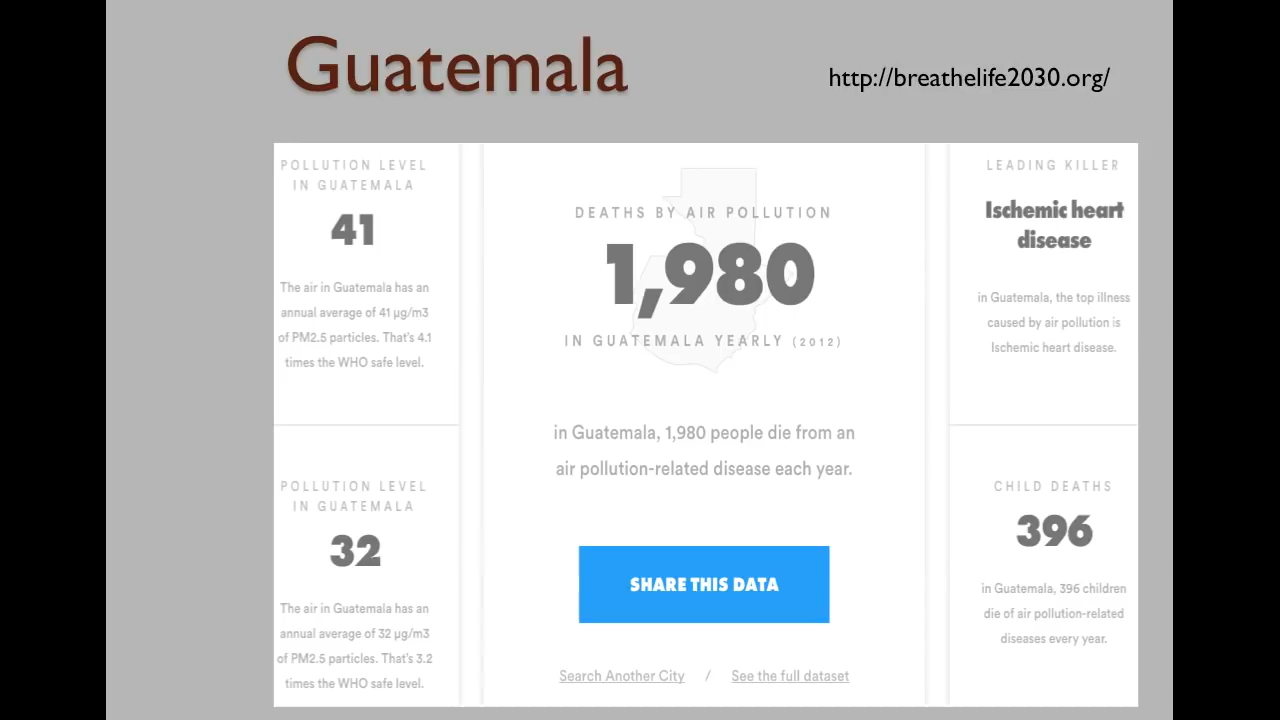 Guatemala
http://breathelife2030.org/
POLLUTION LEVEL
IN GUATEMALA
41
The air in Guatemala has an
annual average of 41 µg/m3
of PM2.5 particles. That's 4.1
times the WHO safe level.
POLLUTION LEVEL
IN GUATEMALA
32
The air in Guatemala has an
annual average of 32 µg/m3
of PM2.5 particles. That's 3.2
times the WHO safe level.
DEATHS BY AIR POLLUTION
1,980
IN GUATEMALA YEARLY (2012)
in Guatemala, 1,980 people die from an
air pollution-related disease each year.
SHARE THIS DATA
Search Another City / See the full dataset
LEADING KILLER
Ischemic heart
disease
in Guatemala, the top illness
caused by air pollution is
Ischemic heart disease.
CHILD DEATHS
396
in Guatemala, 396 children
die of air pollution-related
diseases every year.